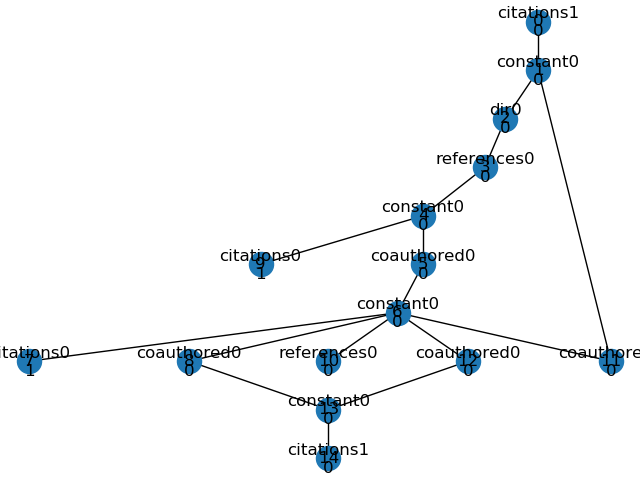 citations1
0
0
constant0
1
0
dir0
2
0
references0
3
0
constant0
4
0
citations0
9
1
coauthored0
5
0
constant0
6
0
itations0
7
1
coauthored0
8
0
references0
10
0
coauthored0
12
0
coauthore
11
0
constant0
13
0
citations1
14
0